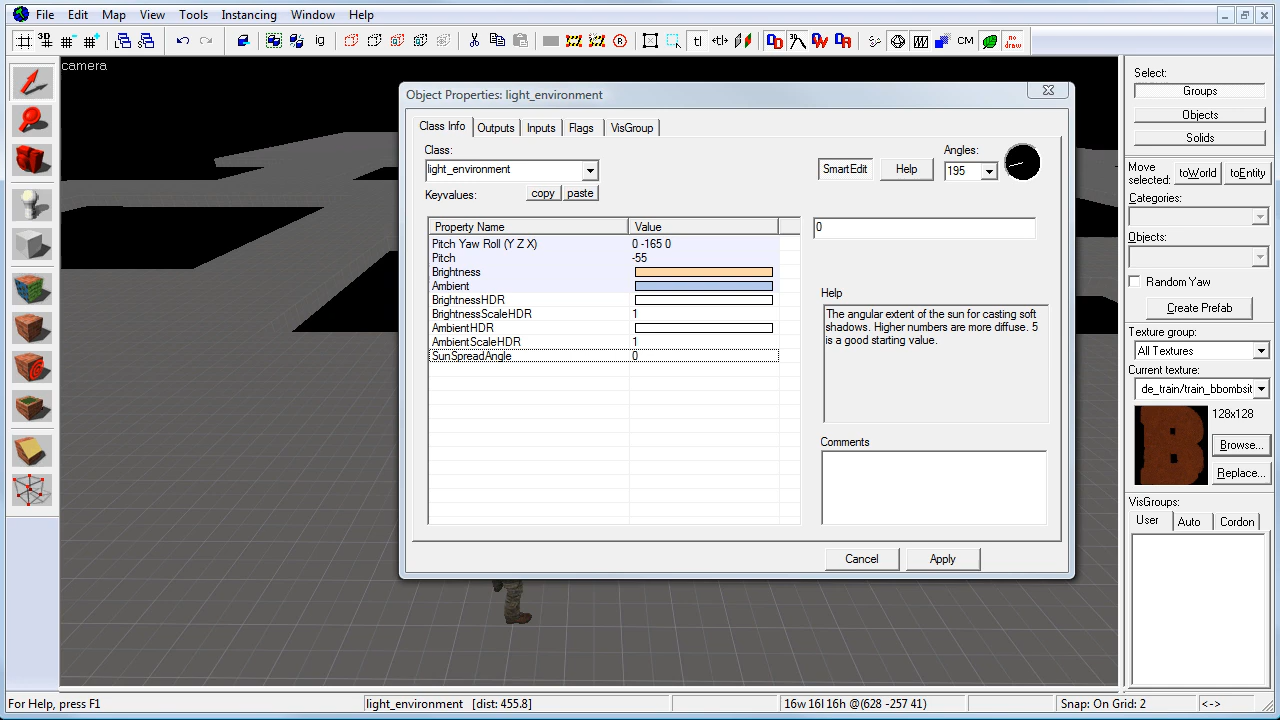 File Edit Map View Tools Instancing Window Help
3D ig tl CM no draw
camera
Object Properties: light_environment
Class Info Outputs Inputs Flags VisGroup
Class:
light_environment
SmartEdit Help
Angles:
195
Keyvalues: copy paste
Property Name Value
Pitch Yaw Roll (Y Z X) 0 -165 0
Pitch -55
Brightness
Ambient
BrightnessHDR
BrightnessScaleHDR 1
AmbientHDR
AmbientScaleHDR 1
SunSpreadAngle 0
0
Help
The angular extent of the sun for casting soft
shadows. Higher numbers are more diffuse. 5
is a good starting value.
Comments
Cancel Apply
Select:
Groups
Objects
Solids
Move
selected: toWorld toEntity
Categories:
Objects:
Random Yaw
Create Prefab
Texture group:
All Textures
Current texture:
de_train/train_bbombsit
B
128x128
Browse...
Replace...
VisGroups:
User Auto Cordon
For Help, press F1 light_environment [dist: 455.8] 16w 16l 16h @(628 -257 41) Snap: On Grid: 2 <->